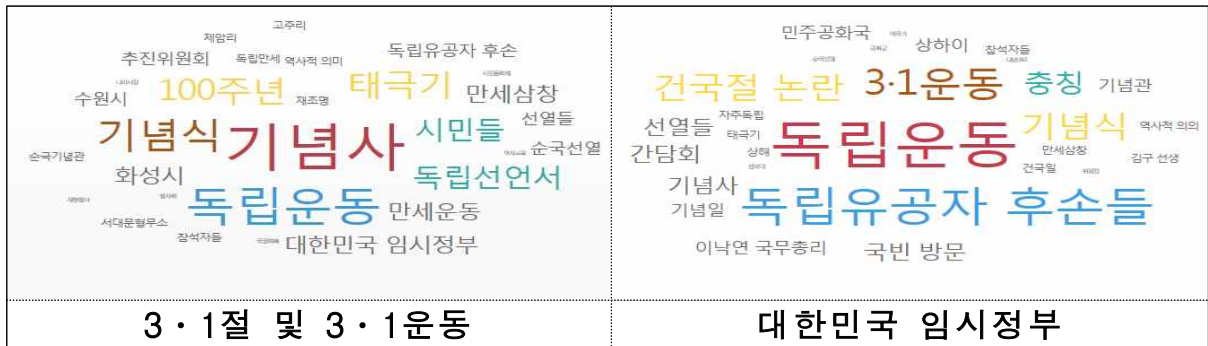 고주리
제암리
추진위원회 독립만세 역사적 의미 독립유공자 후손
100주년 태극기
수원시 재조명 만세삼창
기념식 기념사 시민들 선열들
순국기념관 순국선열
화성시 독립선언서
독립운동 만세운동
서대문형무소
참석자들 대한민국 임시정부
3·1절 및 3·1운동
민주공화국 상하이 참석자들
건국절 논란 3·1운동 충칭 기념관
선열들 자주독립 독립운동 기념식 역사적 의의
태극기
간담회 상해 만세삼창 김구 선생
건국일
기념사 독립유공자 후손들
기념일
이낙연 국무총리 국빈 방문
대한민국 임시정부